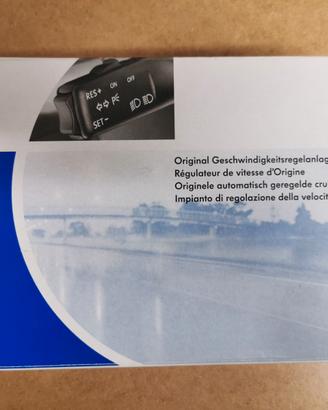 RES+ ON OFF
SET−
Original Geschwindigkeitsregelanlag
Régulateur de vitesse d'Origine
Originele automatisch geregelde cru
Impianto di regolazione della velocit